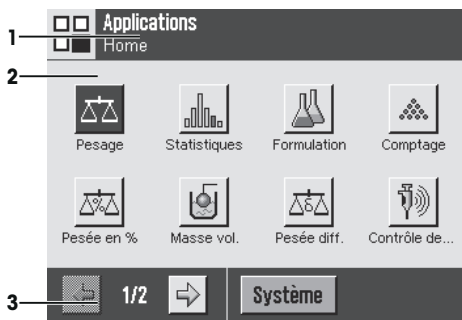 Applications
1
Home
2
Pesage Statistiques Formulation Comptage
Pesée en % Masse vol. Pesée diff. Contrôle de...
3
1/2 Système